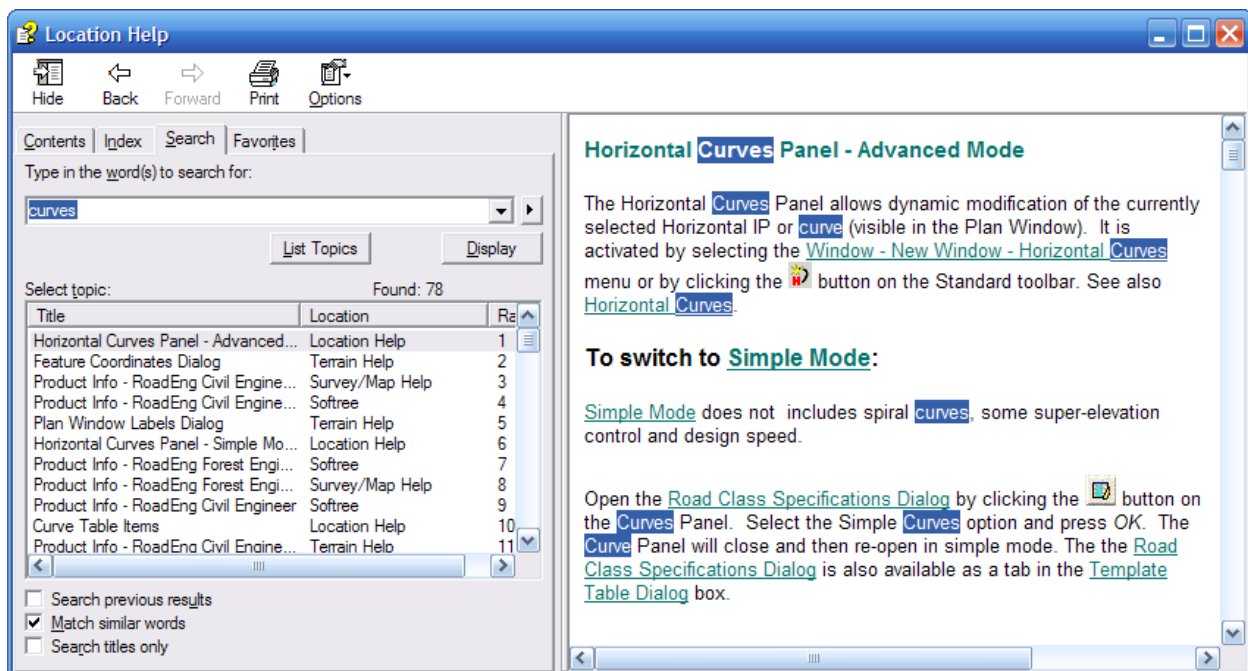 Location Help
Hide Back Forward Print Options
Contents Index Search Favorites
Type in the word(s) to search for:
curves
List Topics Display
Select topic: Found: 78
Title Location Ra
Horizontal Curves Panel - Advanced... Location Help 1
Feature Coordinates Dialog Terrain Help 2
Product Info - RoadEng Civil Engine... Survey/Map Help 3
Product Info - RoadEng Civil Engine... Softree 4
Plan Window Labels Dialog Terrain Help 5
Horizontal Curves Panel - Simple Mo... Location Help 6
Product Info - RoadEng Forest Engi... Softree 7
Product Info - RoadEng Forest Engi... Survey/Map Help 8
Product Info - RoadEng Civil Engineer Softree 9
Curve Table Items Location Help 10
Product Info - RoadEng Civil Engine... Terrain Help 11
Search previous results
Match similar words
Search titles only
Horizontal Curves Panel - Advanced Mode
The Horizontal Curves Panel allows dynamic modification of the currently
selected Horizontal IP or curve (visible in the Plan Window). It is
activated by selecting the Window - New Window - Horizontal Curves
menu or by clicking the button on the Standard toolbar. See also
Horizontal Curves.
To switch to Simple Mode:
Simple Mode does not includes spiral curves, some super-elevation
control and design speed.
Open the Road Class Specifications Dialog by clicking the button on
the Curves Panel. Select the Simple Curves option and press OK. The
Curve Panel will close and then re-open in simple mode. The the Road
Class Specifications Dialog is also available as a tab in the Template
Table Dialog box.